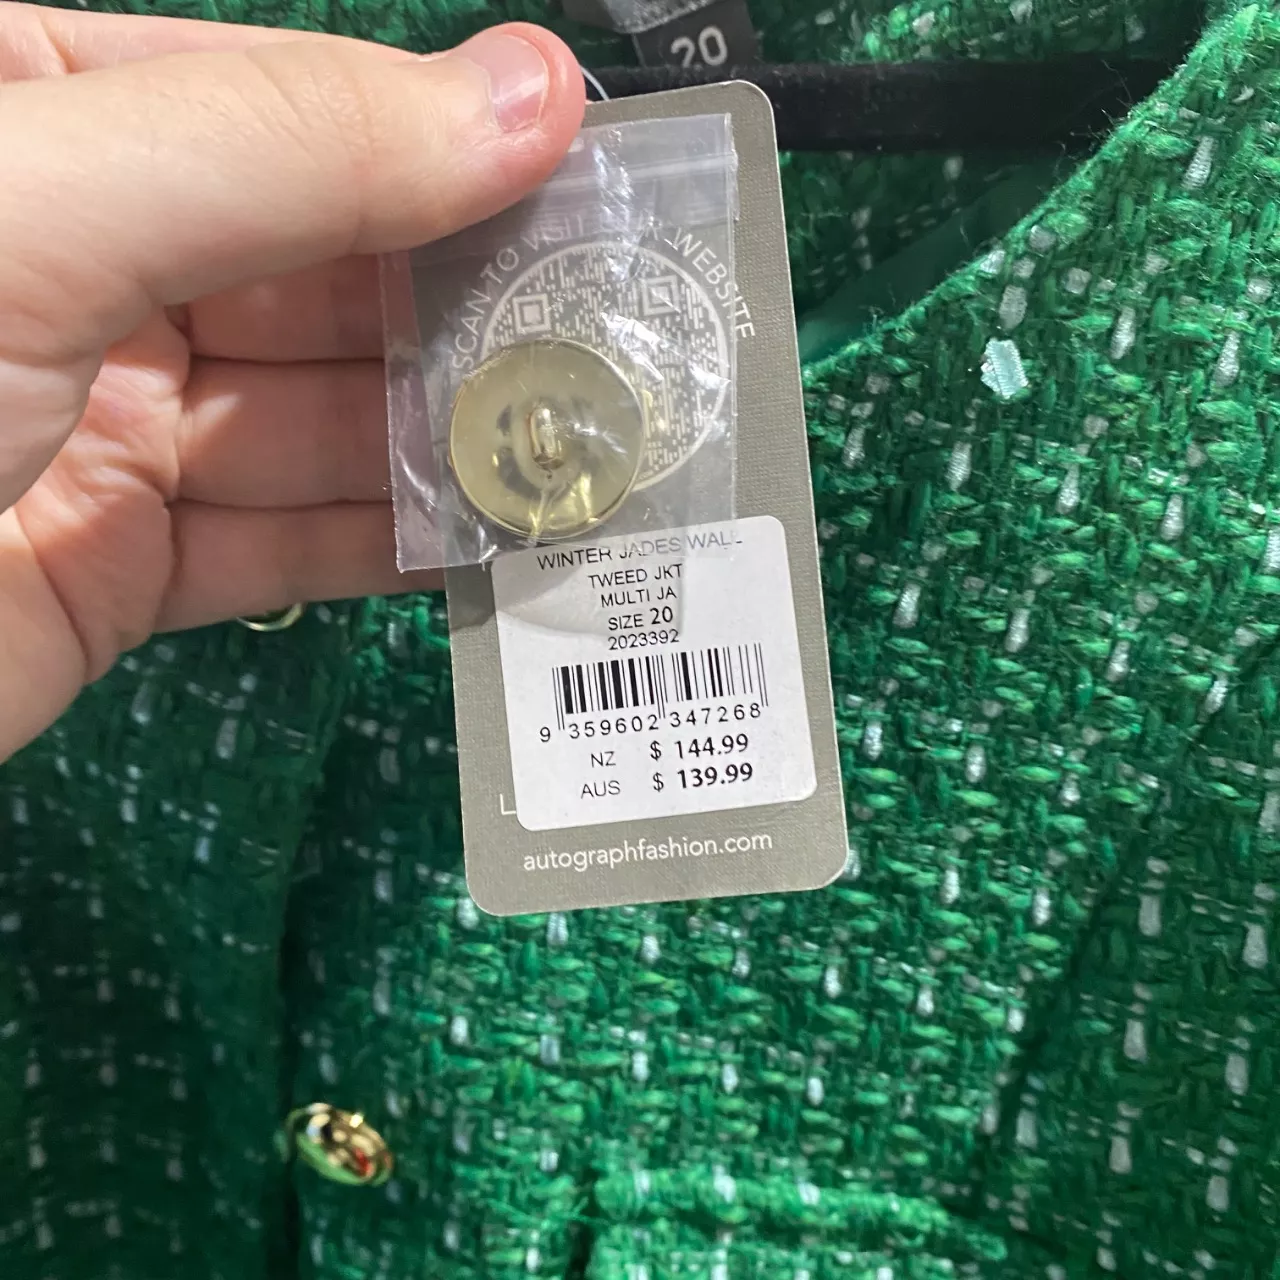 20
SCAN TO VISIT OUR WEBSITE
WINTER JADES WALL
TWEED JKT
MULTI JA
SIZE 20
2023392
9 359602 347268
NZ $ 144.99
AUS $ 139.99
L
autographfashion.com